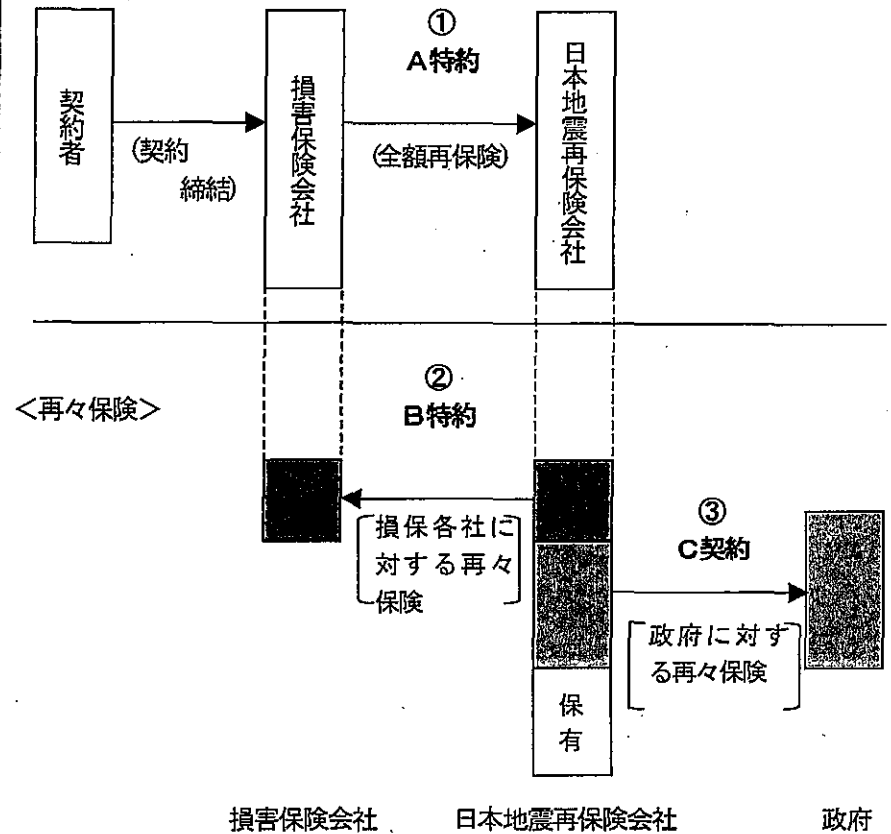 ①
A特約
契約者
(契約
締結)
損害保険会社
(全額再保険)
日本地震再保険会社
<再々保険>
②
B特約
損保各社に
対する再々
保険
③
C契約
政府に対す
る再々保険
保有
損害保険会社
日本地震再保険会社
政府